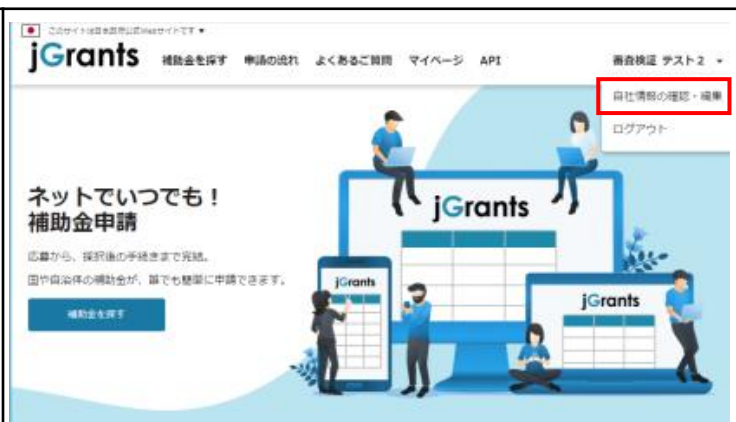 このサイトは日本政府公式Webサイトです ▼
jGrants 補助金を探す 申請の流れ よくあるご質問 マイページ API 審査検証 テスト2
自社情報の確認・編集
ログアウト
ネットでいつでも！
補助金申請
応募から、採択後の手続きまで完結。
国や自治体の補助金が、誰でも簡単に申請できます。
補助金を探す
jGrants
jGrants
jGrants